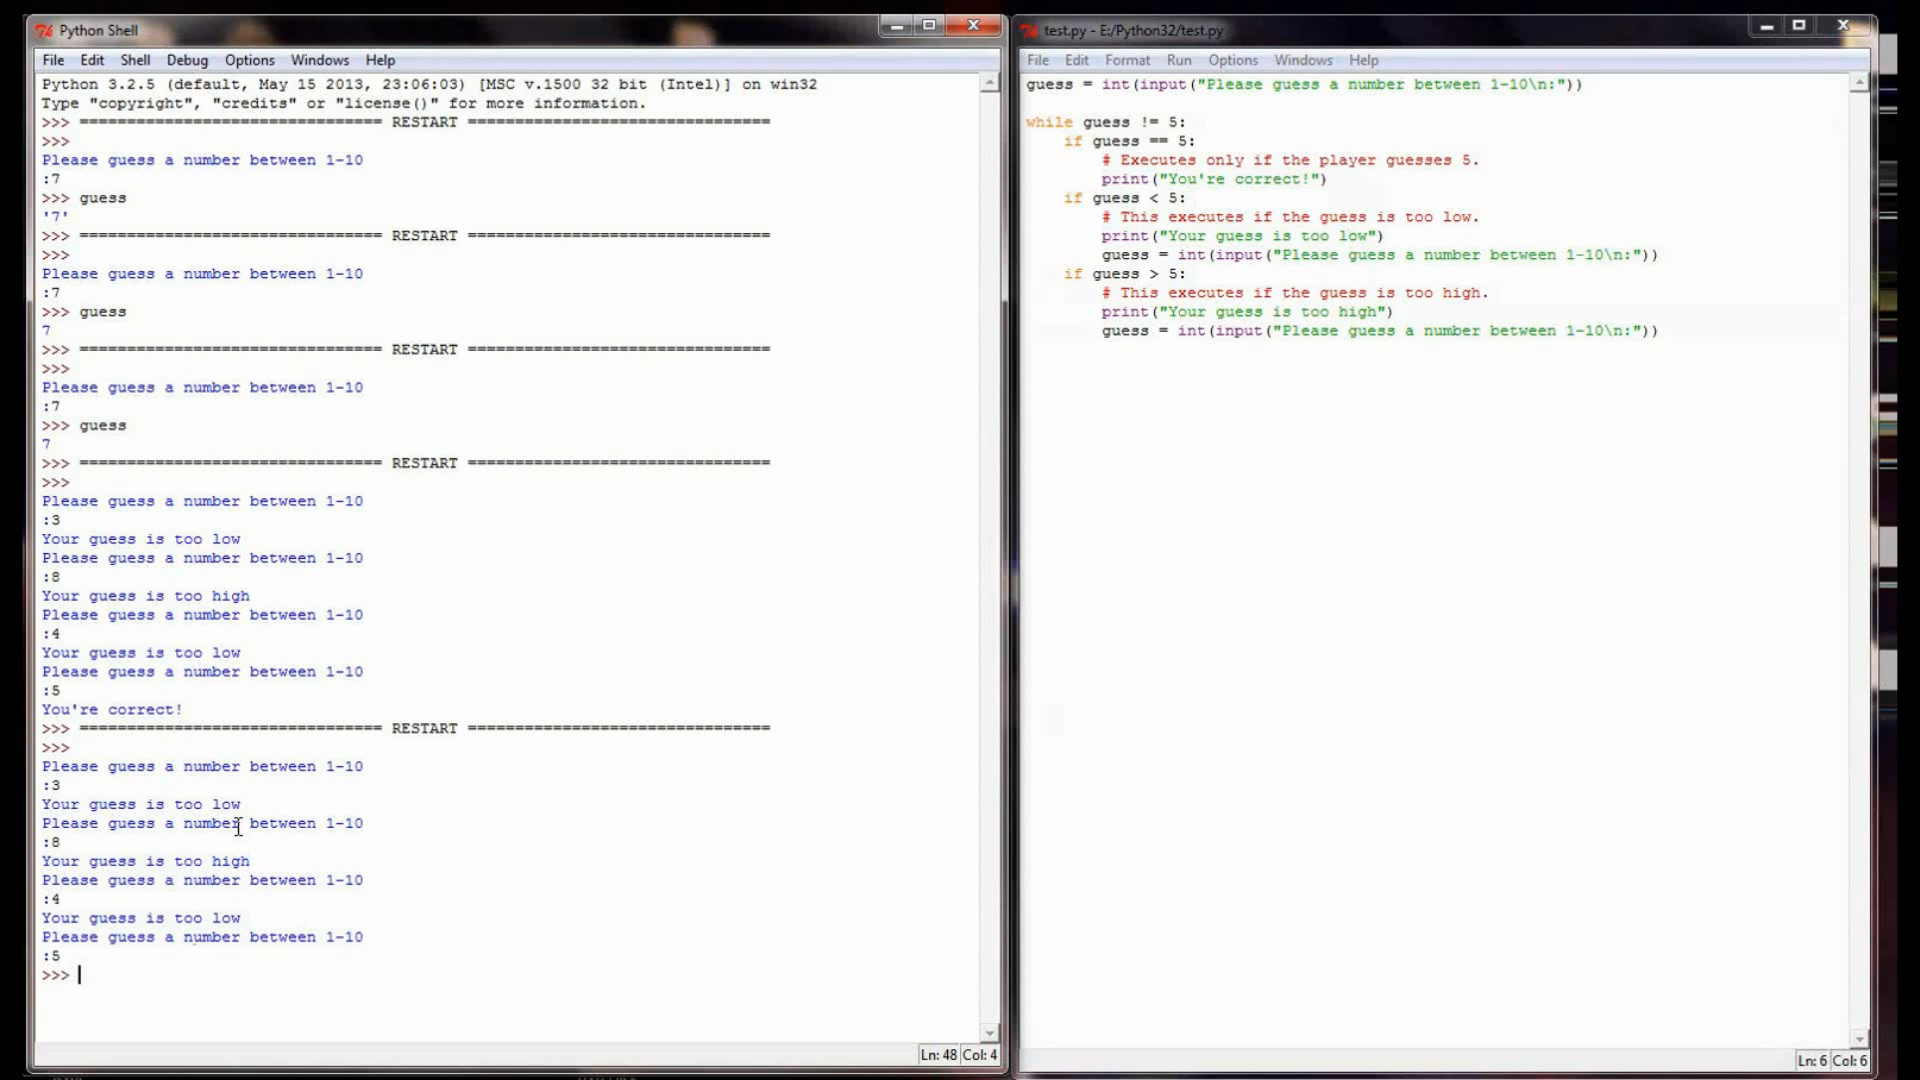 Python Shell
File Edit Shell Debug Options Windows Help
Python 3.2.5 (default, May 15 2013, 23:06:03) [MSC v.1500 32 bit (Intel)] on win32
Type "copyright", "credits" or "license()" for more information.
>>> ================================ RESTART ================================
>>>
Please guess a number between 1-10
:7
>>> guess
'7'
>>> ================================ RESTART ================================
>>>
Please guess a number between 1-10
:7
>>> guess
7
>>> ================================ RESTART ================================
>>>
Please guess a number between 1-10
:7
>>> guess
7
>>> ================================ RESTART ================================
>>>
Please guess a number between 1-10
:3
Your guess is too low
Please guess a number between 1-10
:8
Your guess is too high
Please guess a number between 1-10
:4
Your guess is too low
Please guess a number between 1-10
:5
You're correct!
>>> ================================ RESTART ================================
>>>
Please guess a number between 1-10
:3
Your guess is too low
Please guess a number between 1-10
:8
Your guess is too high
Please guess a number between 1-10
:4
Your guess is too low
Please guess a number between 1-10
:5
>>>
Ln: 48 Col: 4
test.py - E:/Python32/test.py
File Edit Format Run Options Windows Help
guess = int(input("Please guess a number between 1-10\n:"))
while guess != 5:
    if guess == 5:
        # Executes only if the player guesses 5.
        print("You're correct!")
    if guess < 5:
        # This executes if the guess is too low.
        print("Your guess is too low")
        guess = int(input("Please guess a number between 1-10\n:"))
    if guess > 5:
        # This executes if the guess is too high.
        print("Your guess is too high")
        guess = int(input("Please guess a number between 1-10\n:"))
Ln: 6 Col: 6